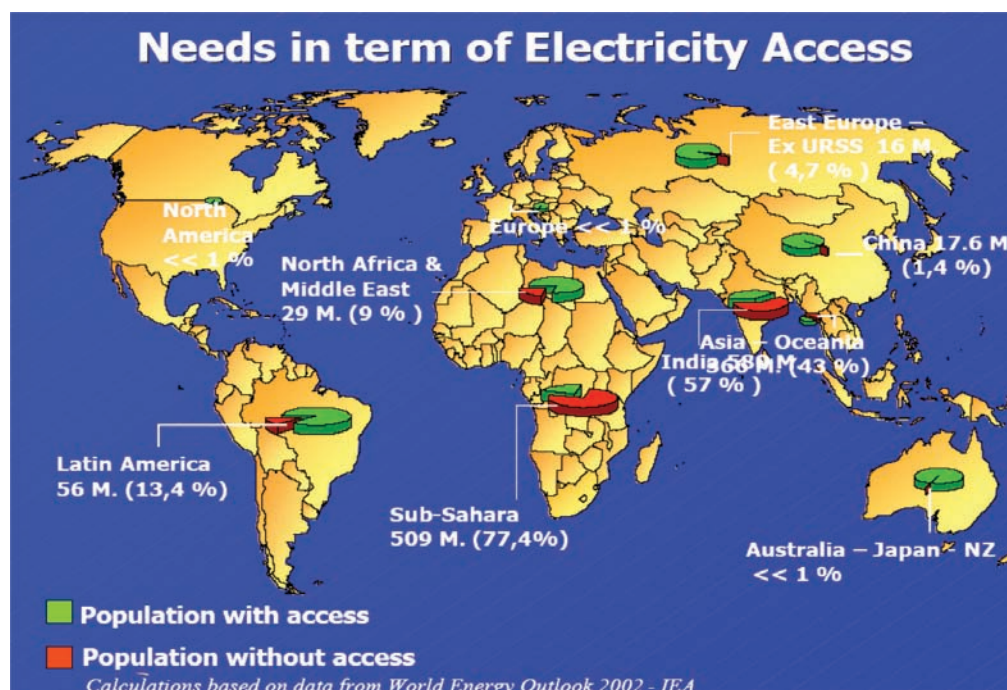 Needs in term of Electricity Access
East Europe –
Ex URSS 16 M.
( 4,7 % )
North
America
<< 1 %
Europe << 1 %
China 17.6 M
(1,4 %)
North Africa &
Middle East
29 M. (9 % )
Asia – Oceania
366 M. (43 %)
India 580 M
( 57 % )
Latin America
56 M. (13,4 %)
Sub-Sahara
509 M. (77,4%)
Australia – Japan - NZ
<< 1 %
Population with access
Population without access
Calculations based on data from World Energy Outlook 2002 - IEA